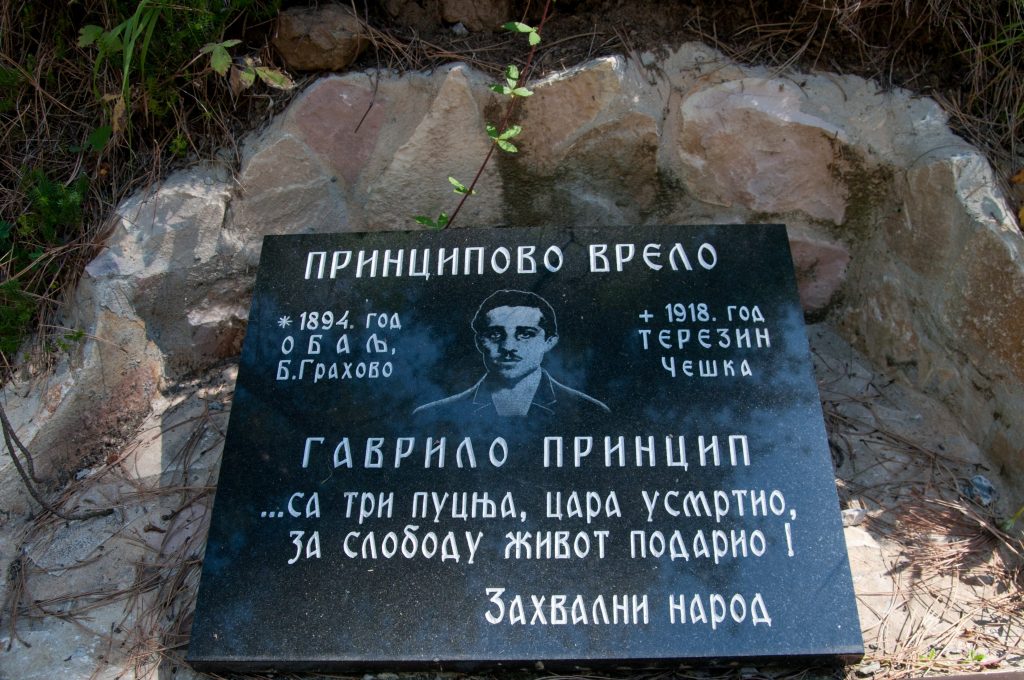 ПРИНЦИПОВО ВРЕЛО
* 1894. ГОД
ОБАЉ,
Б.ГРАХОВО
+ 1918. ГОД
ТЕРЕЗИН
ЧЕШКА
ГАВРИЛО ПРИНЦИП
...СА ТРИ ПУЦЊА, ЦАРА УСМРТИО,
ЗА СЛОБОДУ ЖИВОТ ПОДАРИО !
ЗАХВАЛНИ НАРОД